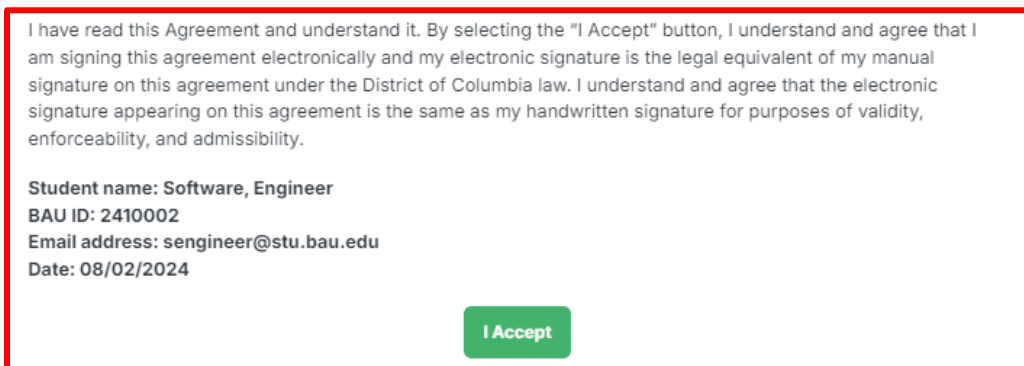 I have read this Agreement and understand it. By selecting the “I Accept” button, I understand and agree that I
am signing this agreement electronically and my electronic signature is the legal equivalent of my manual
signature on this agreement under the District of Columbia law. I understand and agree that the electronic
signature appearing on this agreement is the same as my handwritten signature for purposes of validity,
enforceability, and admissibility.
Student name: Software, Engineer
BAU ID: 2410002
Email address: sengineer@stu.bau.edu
Date: 08/02/2024
I Accept